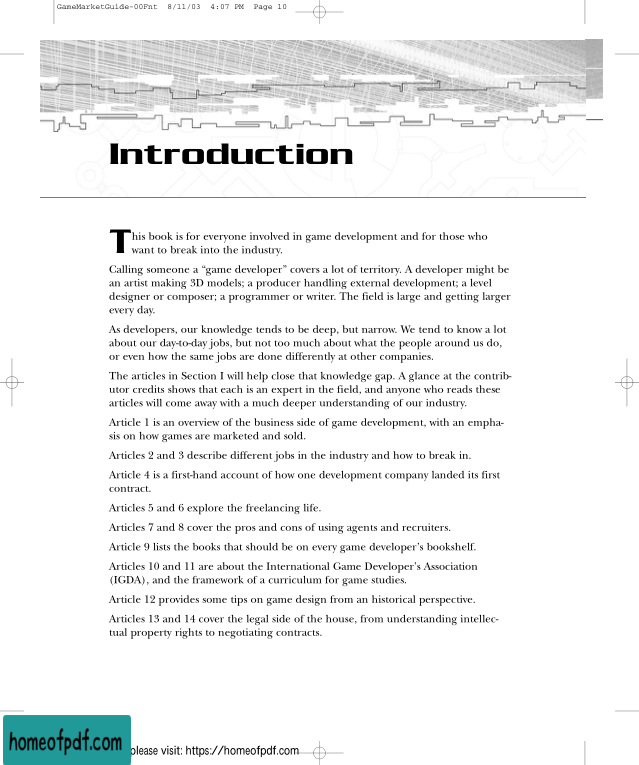 GameMarketGuide-00Fnt 8/11/03 4:07 PM Page 10
Introduction
This book is for everyone involved in game development and for those who
want to break into the industry.
Calling someone a “game developer” covers a lot of territory. A developer might be
an artist making 3D models; a producer handling external development; a level
designer or composer; a programmer or writer. The field is large and getting larger
every day.
As developers, our knowledge tends to be deep, but narrow. We tend to know a lot
about our day-to-day jobs, but not too much about what the people around us do,
or even how the same jobs are done differently at other companies.
The articles in Section I will help close that knowledge gap. A glance at the contrib-
utor credits shows that each is an expert in the field, and anyone who reads these
articles will come away with a much deeper understanding of our industry.
Article 1 is an overview of the business side of game development, with an empha-
sis on how games are marketed and sold.
Articles 2 and 3 describe different jobs in the industry and how to break in.
Article 4 is a first-hand account of how one development company landed its first
contract.
Articles 5 and 6 explore the freelancing life.
Articles 7 and 8 cover the pros and cons of using agents and recruiters.
Article 9 lists the books that should be on every game developer’s bookshelf.
Articles 10 and 11 are about the International Game Developer’s Association
(IGDA), and the framework of a curriculum for game studies.
Article 12 provides some tips on game design from an historical perspective.
Articles 13 and 14 cover the legal side of the house, from understanding intellec-
tual property rights to negotiating contracts.
homeofpdf.com
please visit: https://homeofpdf.com